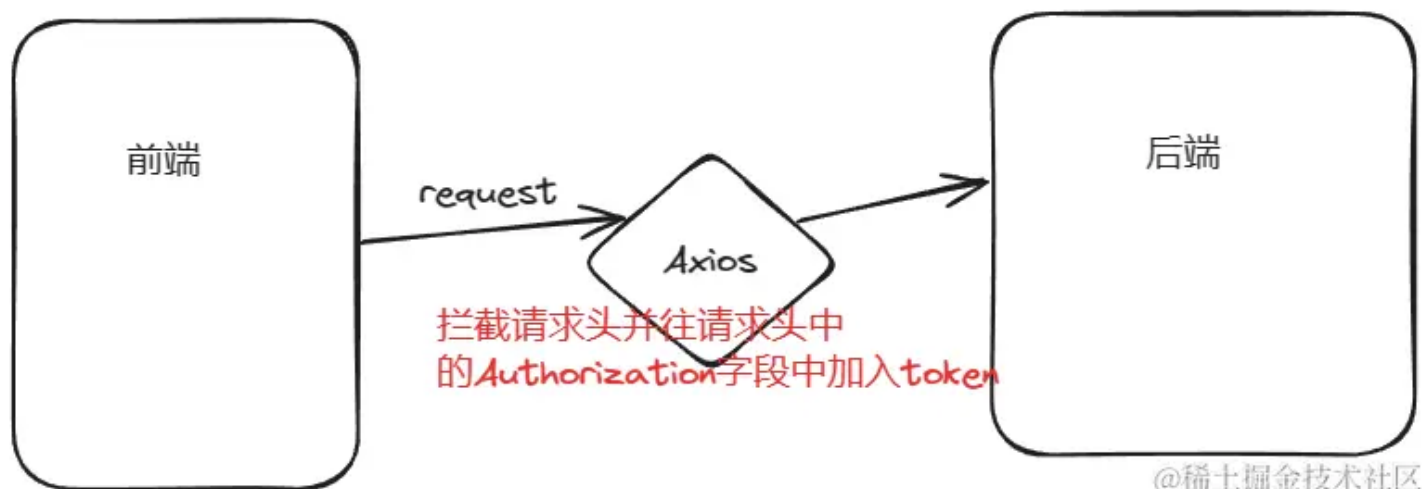 前端
后端
request
Axios
拦截请求头并往请求头中
的Authorization字段中加入token
@稀土掘金技术社区